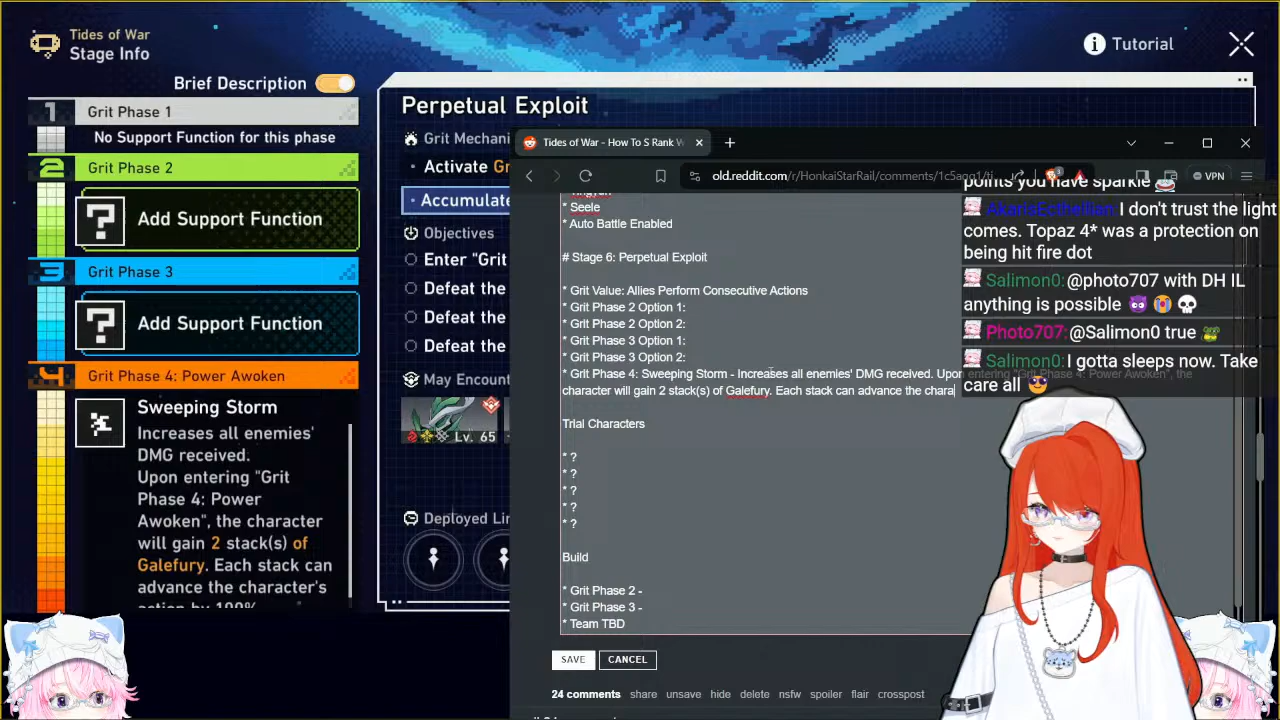 Tides of War
Stage Info
Tutorial
Brief Description
1 Grit Phase 1
No Support Function for this phase
2 Grit Phase 2
Add Support Function
3 Grit Phase 3
Add Support Function
4 Grit Phase 4: Power Awoken
Sweeping Storm
Increases all enemies'
DMG received.
Upon entering "Grit
Phase 4: Power
Awoken", the character
will gain 2 stack(s) of
Galefury. Each stack can
advance the character's
action by 100%
Perpetual Exploit
Grit Mechani
Activate
Accumulate
Objectives
Enter "Grit
Defeat the
Defeat the
Defeat the
May Encount
Lv. 65
Deployed Li
Tides of War - How To S Rank
old.reddit.com/r/HonkaiStarRail/comments/1c5aqo1/ti
VPN
* Seele
* Auto Battle Enabled
# Stage 6: Perpetual Exploit
* Grit Value: Allies Perform Consecutive Actions
* Grit Phase 2 Option 1:
* Grit Phase 2 Option 2:
* Grit Phase 3 Option 1:
* Grit Phase 3 Option 2:
* Grit Phase 4: Sweeping Storm - Increases all enemies' DMG received. Upon entering "Grit Phase 4: Power Awoken", the
character will gain 2 stack(s) of Galefury. Each stack can advance the chara
Trial Characters
* ?
* ?
* ?
* ?
* ?
Build
* Grit Phase 2 -
* Grit Phase 3 -
* Team TBD
SAVE
CANCEL
24 comments share unsave hide delete nsfw spoiler flair crosspost
points you have sparkle
I don't trust the light
comes. Topaz 4* was a protection on
being hit fire dot
Salimon0: @photo707 with DH IL
anything is possible
Photo707: @Salimon0 true
Salimon0: I gotta sleeps now. Take
care all